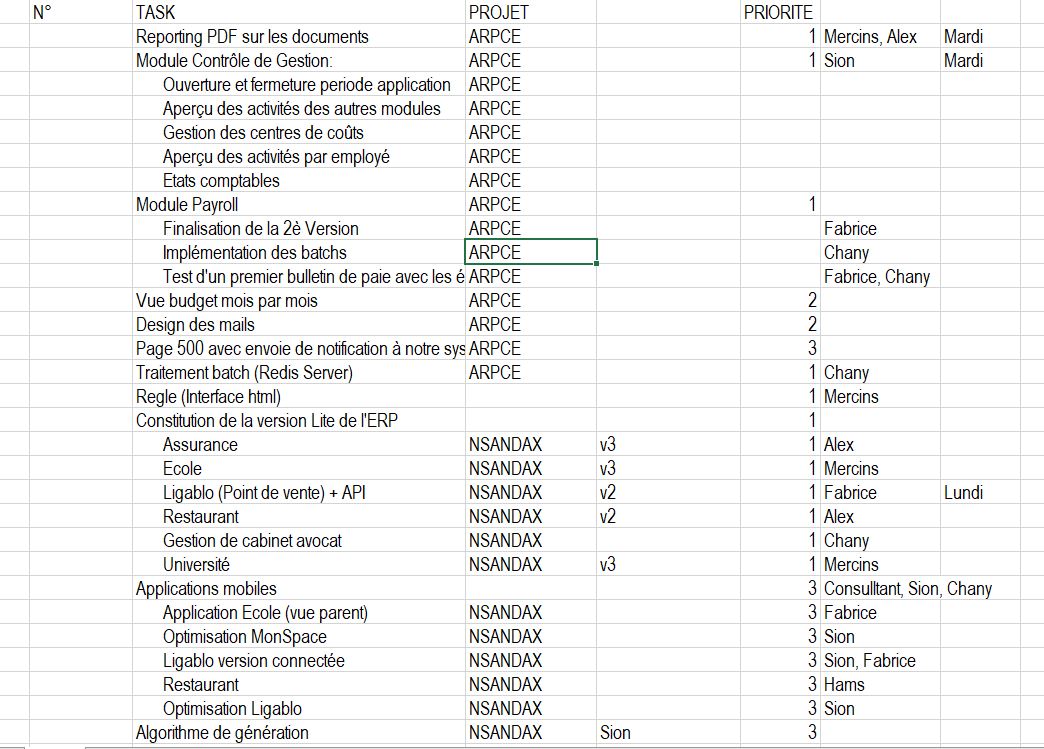 N° TASK PROJET PRIORITE
Reporting PDF sur les documents ARPCE 1 Mercins, Alex Mardi
Module Contrôle de Gestion: ARPCE 1 Sion Mardi
Ouverture et fermeture periode application ARPCE
Aperçu des activités des autres modules ARPCE
Gestion des centres de coûts ARPCE
Aperçu des activités par employé ARPCE
Etats comptables ARPCE
Module Payroll ARPCE 1
Finalisation de la 2è Version ARPCE Fabrice
Implémentation des batchs ARPCE Chany
Test d'un premier bulletin de paie avec les é ARPCE Fabrice, Chany
Vue budget mois par mois ARPCE 2
Design des mails ARPCE 2
Page 500 avec envoie de notification à notre sys ARPCE 3
Traitement batch (Redis Server) ARPCE 1 Chany
Regle (Interface html) 1 Mercins
Constitution de la version Lite de l'ERP 1
Assurance NSANDAX v3 1 Alex
Ecole NSANDAX v3 1 Mercins
Ligablo (Point de vente) + API NSANDAX v2 1 Fabrice Lundi
Restaurant NSANDAX v2 1 Alex
Gestion de cabinet avocat NSANDAX 1 Chany
Université NSANDAX v3 1 Mercins
Applications mobiles 3 Consulltant, Sion, Chany
Application Ecole (vue parent) NSANDAX 3 Fabrice
Optimisation MonSpace NSANDAX 3 Sion
Ligablo version connectée NSANDAX 3 Sion, Fabrice
Restaurant NSANDAX 3 Hams
Optimisation Ligablo NSANDAX 3 Sion
Algorithme de génération NSANDAX Sion 3